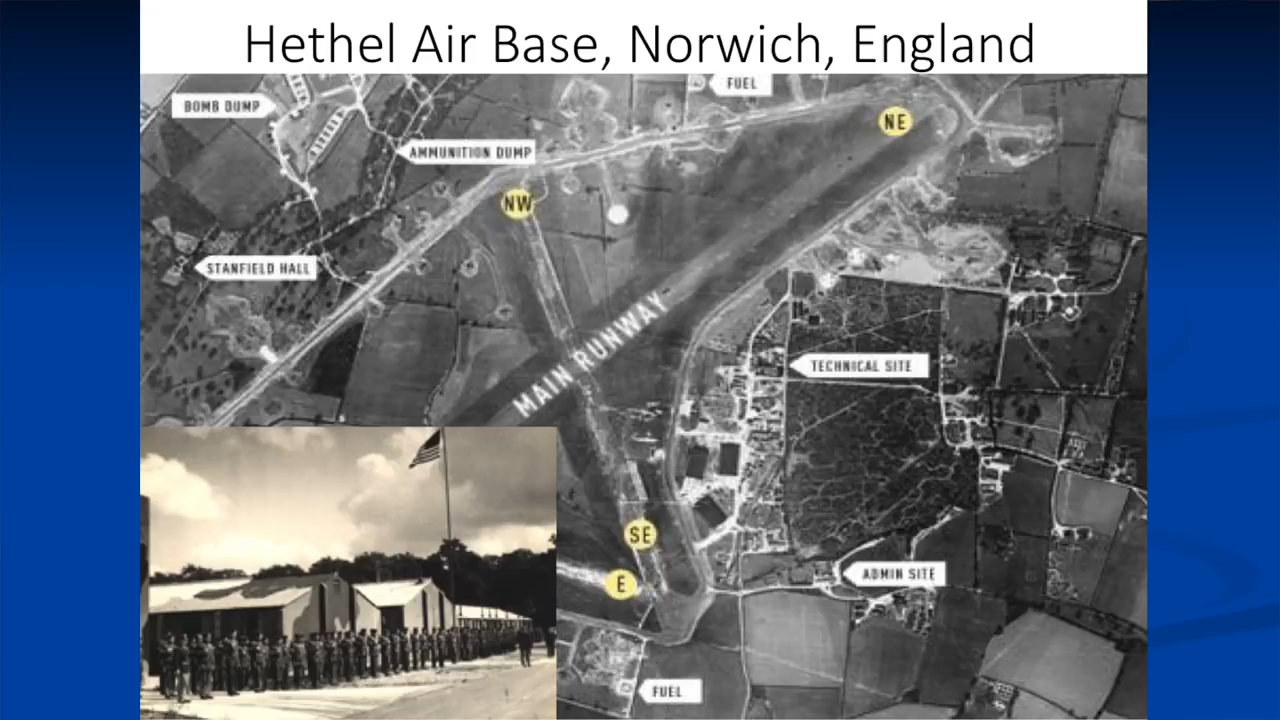 Hethel Air Base, Norwich, England
FUEL
BOMB DUMP
NE
AMMUNITION DUMP
NW
STANFIELD HALL
MAIN RUNWAY
TECHNICAL SITE
SE
ADMIN SITE
E
FUEL